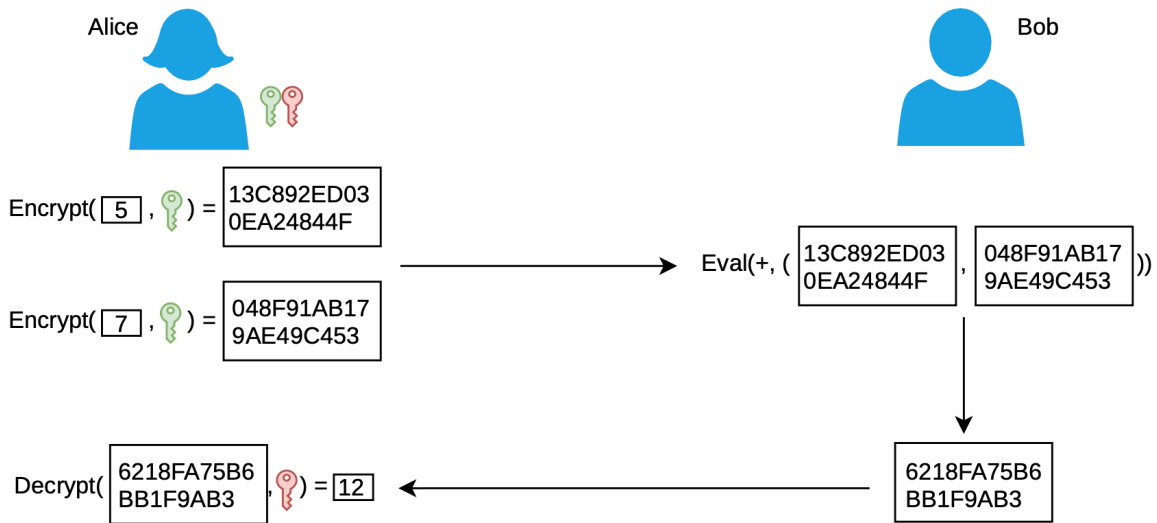 Alice
Bob
Encrypt( 5 , ) = 13C892ED03
0EA24844F
Encrypt( 7 , ) = 048F91AB17
9AE49C453
Eval(+, ( 13C892ED03 , 048F91AB17 ))
0EA24844F 9AE49C453
6218FA75B6
BB1F9AB3
Decrypt( 6218FA75B6 , ) = 12
BB1F9AB3